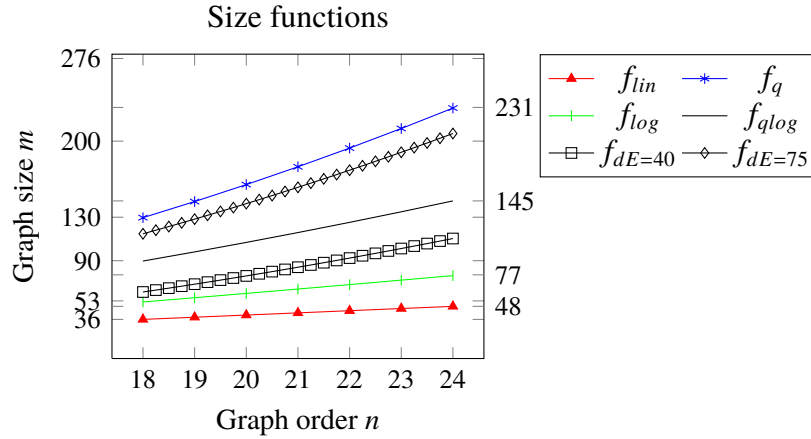 Size functions
276
200
130
90
53
36
Graph size m
231
145
77
48
18 19 20 21 22 23 24
Graph order n
f_lin f_q
f_log f_qlog
f_dE=40 f_dE=75